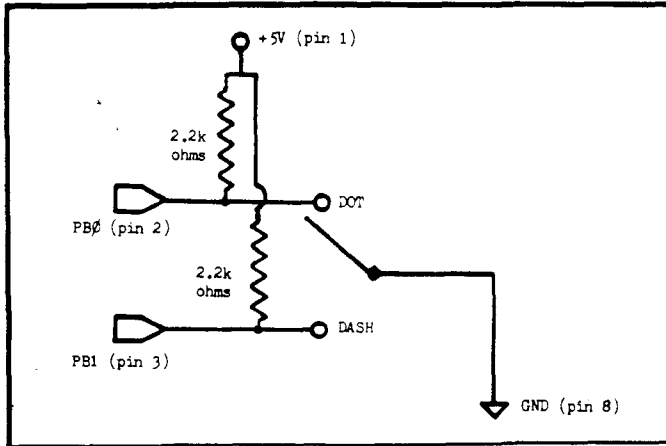 +5V (pin 1)
2.2k
ohms
DOT
PBØ (pin 2)
2.2k
ohms
DASH
PB1 (pin 3)
GND (pin 8)